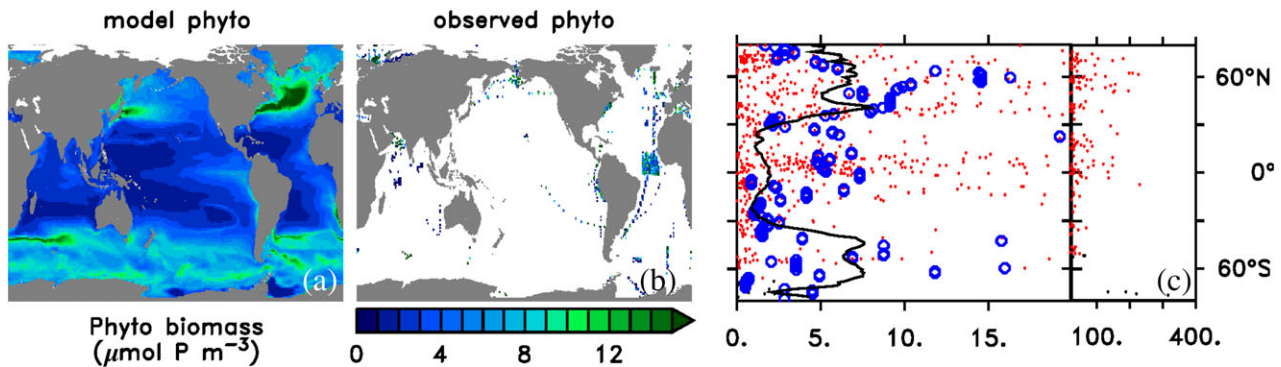 model phyto
observed phyto
(a)
(b)
(c)
60°N
0°
60°S
Phyto biomass
(μmol P m⁻³)
0 4 8 12
0. 5. 10. 15. 100. 400.